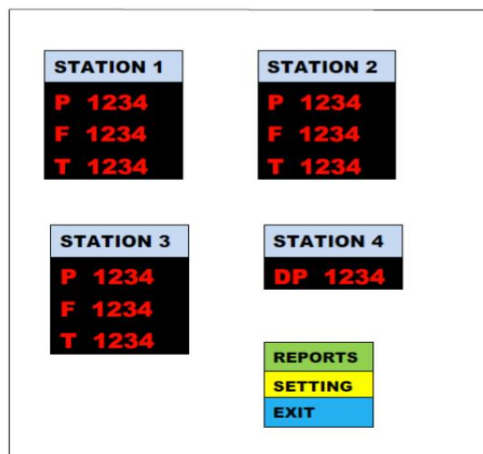 STATION 1
P 1234
F 1234
T 1234
STATION 2
P 1234
F 1234
T 1234
STATION 3
P 1234
F 1234
T 1234
STATION 4
DP 1234
REPORTS
SETTING
EXIT